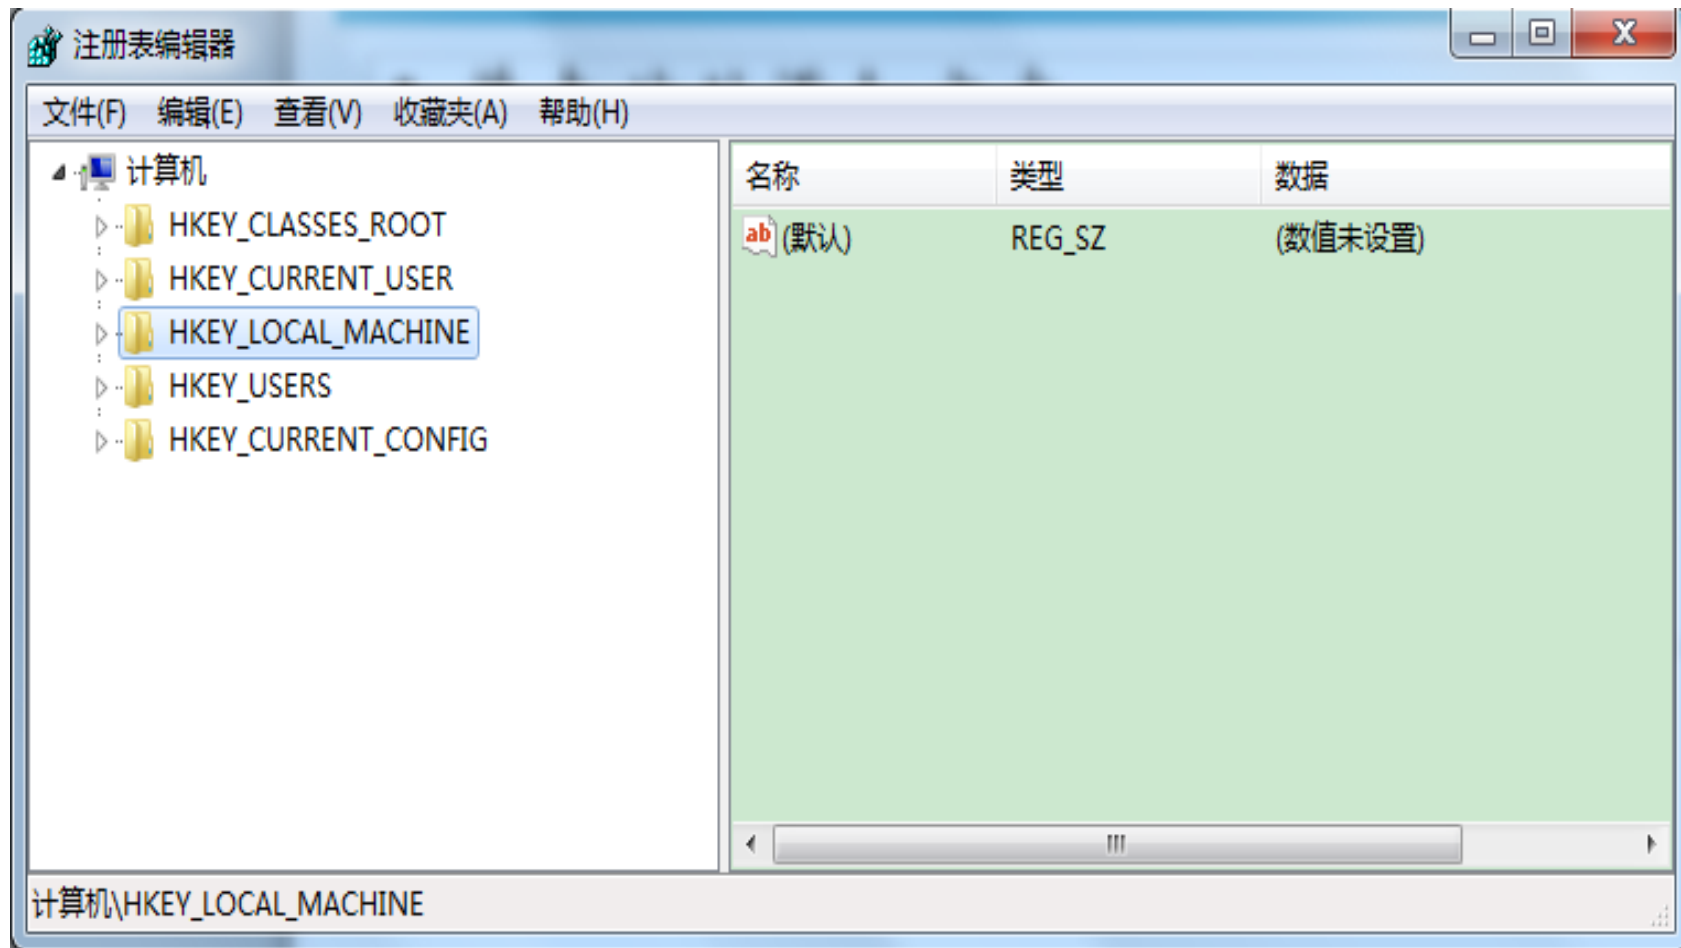 注册表编辑器
文件(F) 编辑(E) 查看(V) 收藏夹(A) 帮助(H)
计算机
HKEY_CLASSES_ROOT
HKEY_CURRENT_USER
HKEY_LOCAL_MACHINE
HKEY_USERS
HKEY_CURRENT_CONFIG
名称 类型 数据
ab (默认) REG_SZ (数值未设置)
计算机\HKEY_LOCAL_MACHINE